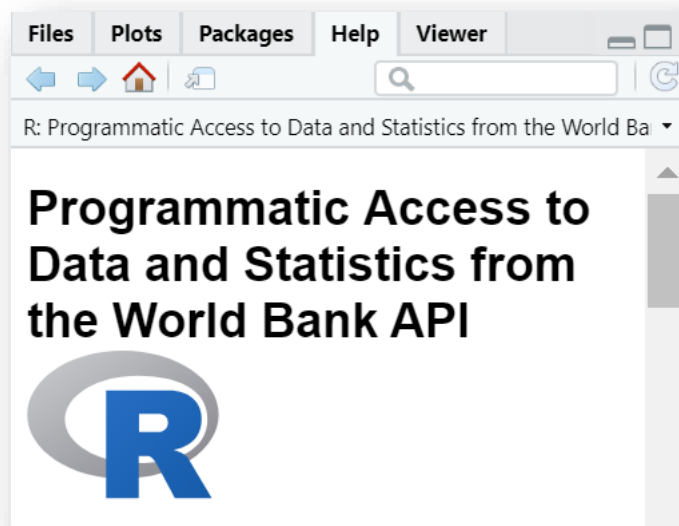 Files Plots Packages Help Viewer
R: Programmatic Access to Data and Statistics from the World Ba
Programmatic Access to
Data and Statistics from
the World Bank API
R